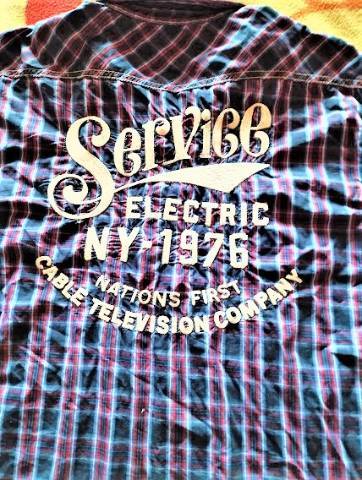 Service
ELECTRIC
NY-1976
NATIONS FIRST
CABLE TELEVISION COMPANY